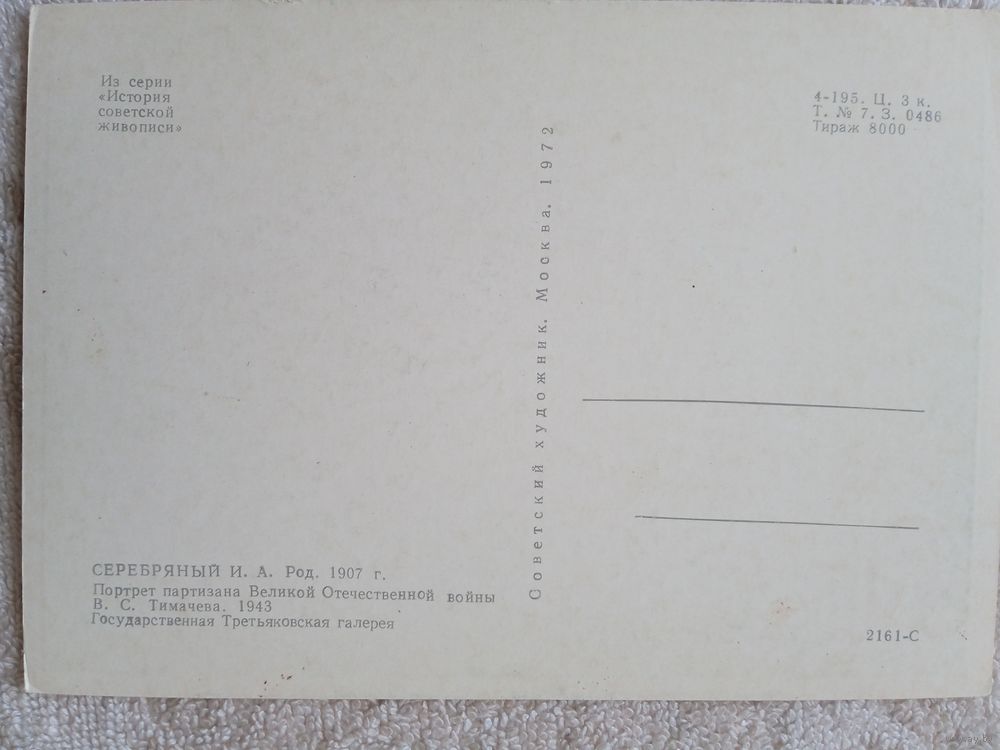 Из серии
«История
советской
живописи»
4-195. Ц. 3 к.
Т. № 7. З. 0486
Тираж 8000
Советский художник. Москва. 1972
СЕРЕБРЯНЫЙ И. А. Род. 1907 г.
Портрет партизана Великой Отечественной войны
В. С. Тимачева. 1943
Государственная Третьяковская галерея
2161-С